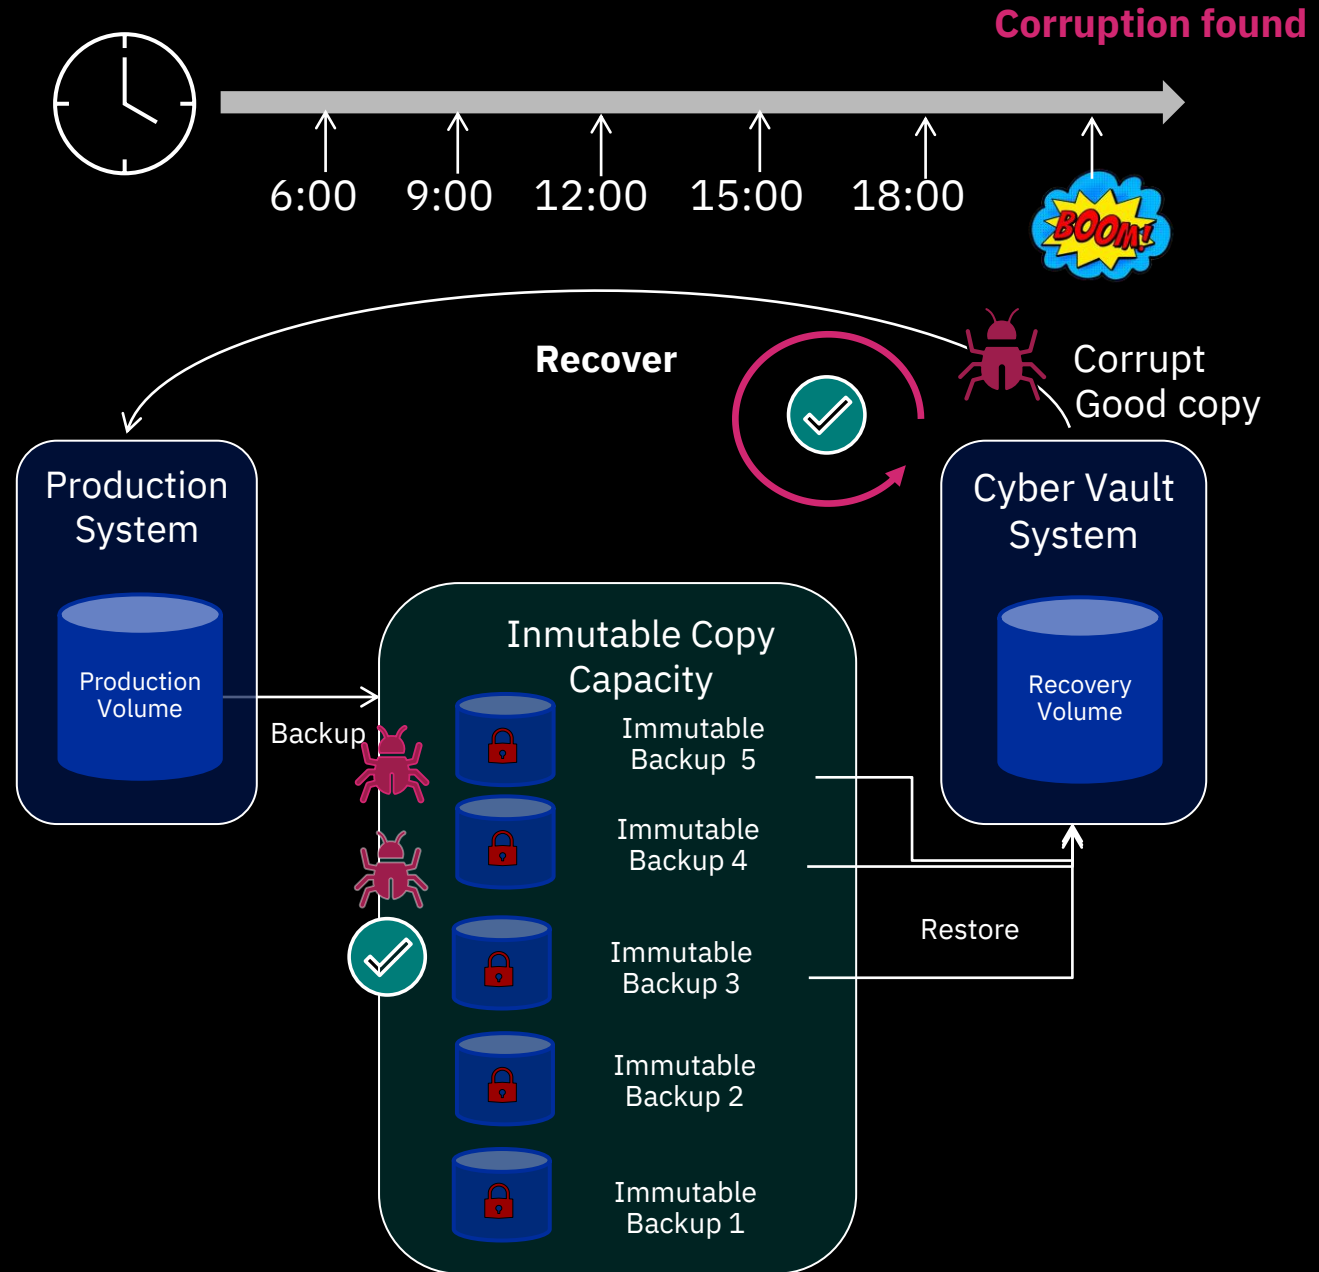 Corruption found
6:00 9:00 12:00 15:00 18:00
BOOM!
Recover
Corrupt
Good copy
Production
System
Production
Volume
Backup
Cyber Vault
System
Recovery
Volume
Inmutable Copy
Capacity
Immutable
Backup 5
Immutable
Backup 4
Restore
Immutable
Backup 3
Immutable
Backup 2
Immutable
Backup 1